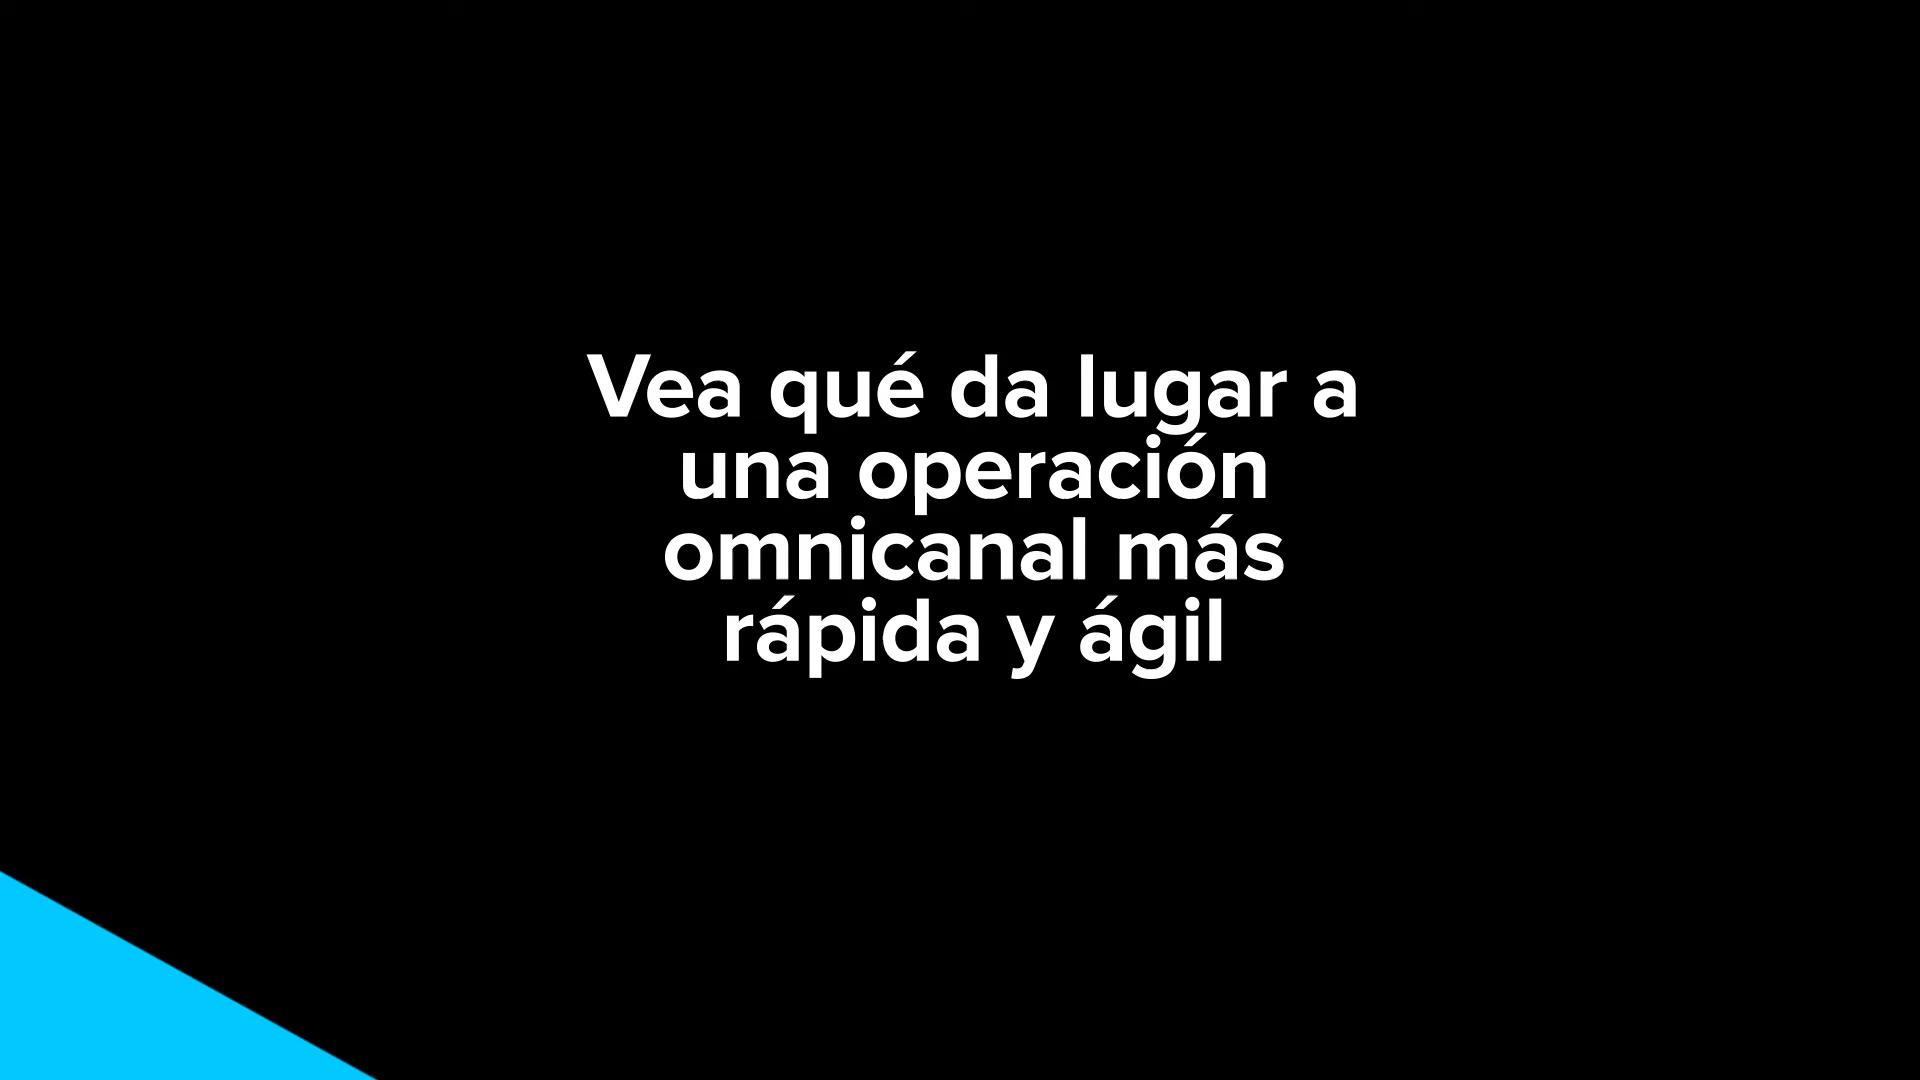 Vea qué da lugar a
una operación
omnicanal más
rápida y ágil